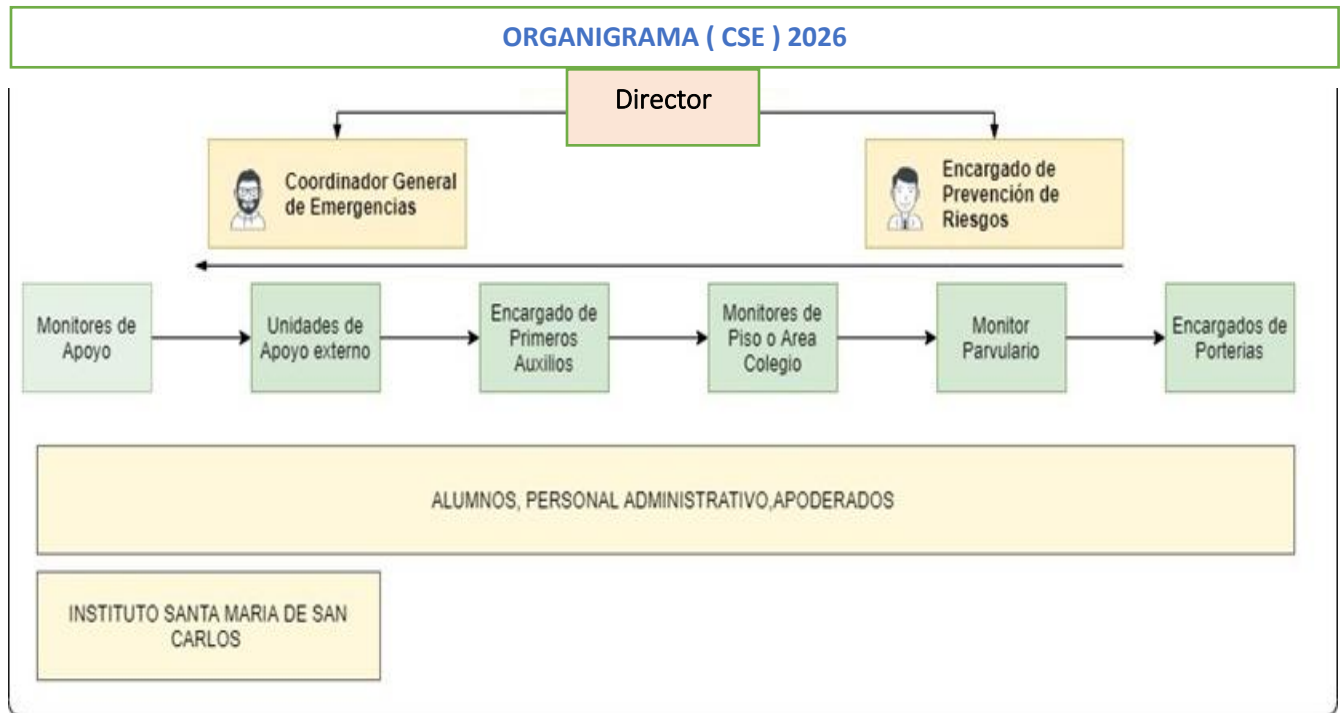 ORGANIGRAMA ( CSE ) 2026
Director
Coordinador General
de Emergencias
Encargado de
Prevención de
Riesgos
Monitores de
Apoyo
Unidades de
Apoyo externo
Encargado de
Primeros
Auxilios
Monitores de
Piso o Area
Colegio
Monitor
Parvulario
Encargados de
Porterias
ALUMNOS, PERSONAL ADMINISTRATIVO,APODERADOS
INSTITUTO SANTA MARIA DE SAN
CARLOS